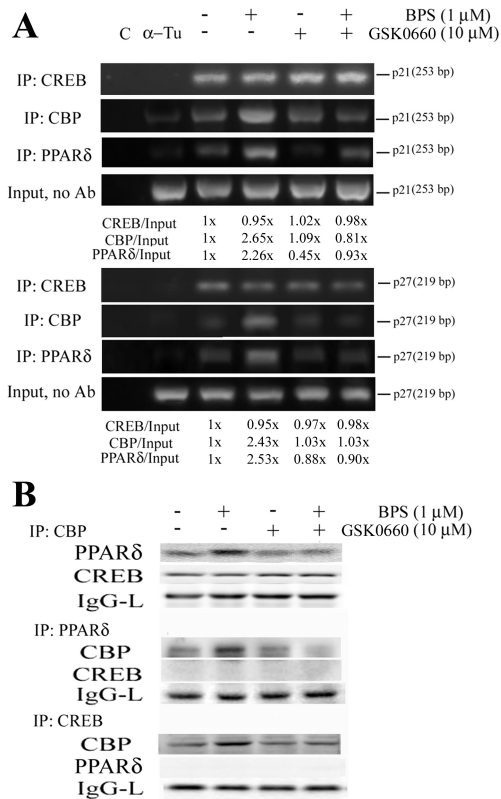 A
- + - + BPS (1 μM)
C α–Tu - - + + GSK0660 (10 μM)
IP: CREB p21(253 bp)
IP: CBP p21(253 bp)
IP: PPARδ p21(253 bp)
Input, no Ab p21(253 bp)
CREB/Input 1x 0.95x 1.02x 0.98x
CBP/Input 1x 2.65x 1.09x 0.81x
PPARδ/Input 1x 2.26x 0.45x 0.93x
IP: CREB p27(219 bp)
IP: CBP p27(219 bp)
IP: PPARδ p27(219 bp)
Input, no Ab p27(219 bp)
CREB/Input 1x 0.95x 0.97x 0.98x
CBP/Input 1x 2.43x 1.03x 1.03x
PPARδ/Input 1x 2.53x 0.88x 0.90x
B
- + - + BPS (1 μM)
IP: CBP - - + + GSK0660 (10 μM)
PPARδ
CREB
IgG-L
IP: PPARδ
CBP
CREB
IgG-L
IP: CREB
CBP
PPARδ
IgG-L